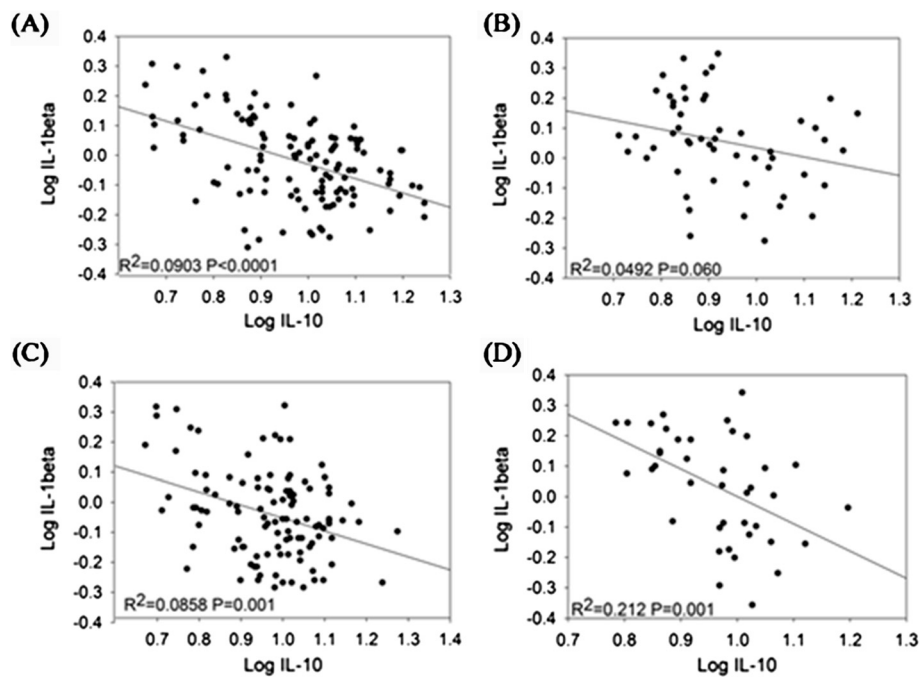 (A)
Log IL-1beta
0.4
0.3
0.2
0.1
0.0
-0.1
-0.2
-0.3
-0.4
R2=0.0903 P<0.0001
0.7 0.8 0.9 1.0 1.1 1.2 1.3
Log IL-10
(B)
Log IL-1beta
0.4
0.3
0.2
0.1
0.0
-0.1
-0.2
-0.3
-0.4
R2=0.0492 P=0.060
0.7 0.8 0.9 1.0 1.1 1.2 1.3
Log IL-10
(C)
Log IL-1beta
0.4
0.3
0.2
0.1
0.0
-0.1
-0.2
-0.3
-0.4
R2=0.0858 P=0.001
0.7 0.8 0.9 1.0 1.1 1.2 1.3 1.4
Log IL-10
(D)
Log IL-1beta
0.4
0.3
0.2
0.1
0.0
-0.1
-0.2
-0.3
-0.4
R2=0.212 P=0.001
0.7 0.8 0.9 1.0 1.1 1.2 1.3
Log IL-10